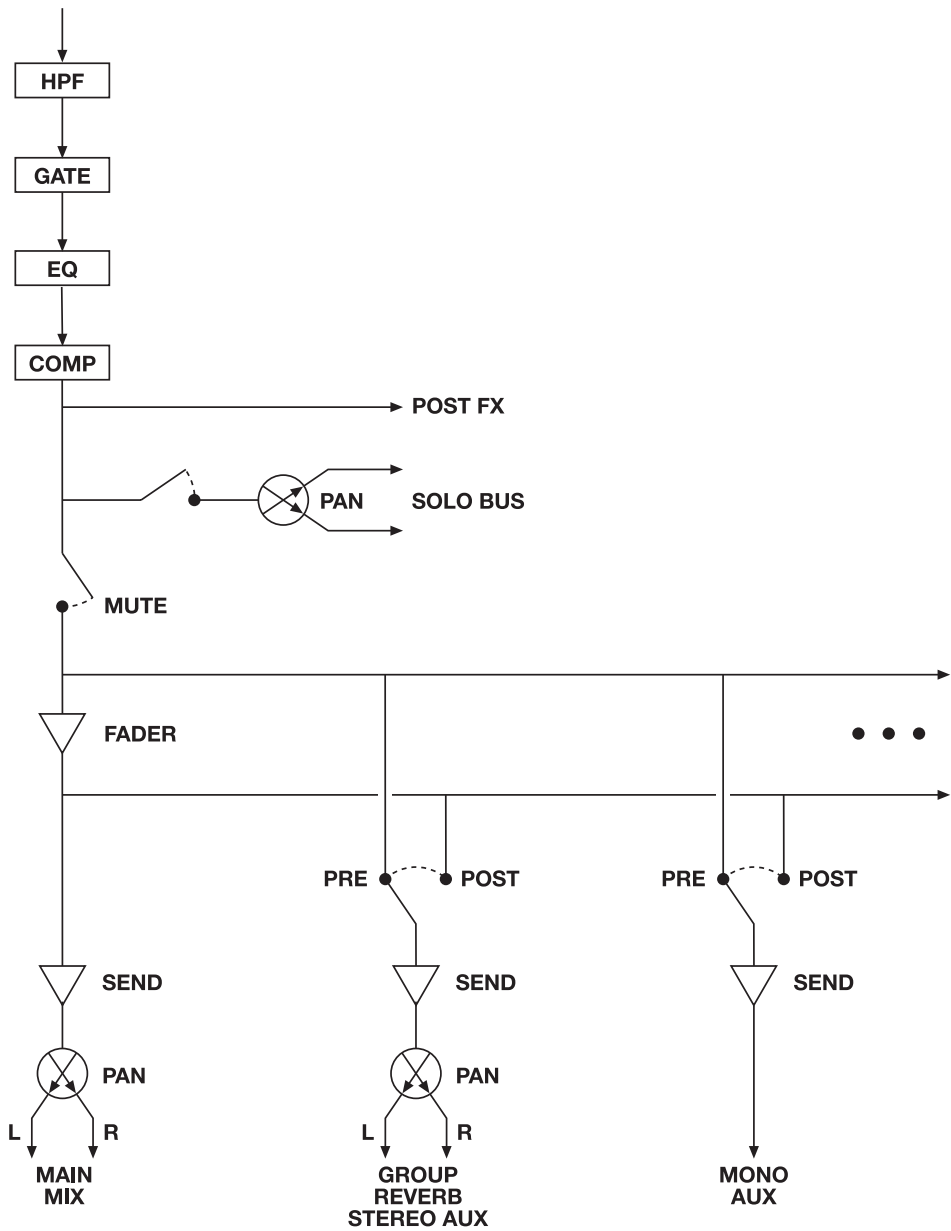 HPF
GATE
EQ
COMP
POST FX
PAN
SOLO BUS
MUTE
FADER
PRE
POST
PRE
POST
SEND
SEND
SEND
PAN
PAN
L
R
L
R
MAIN
MIX
GROUP
REVERB
STEREO AUX
MONO
AUX